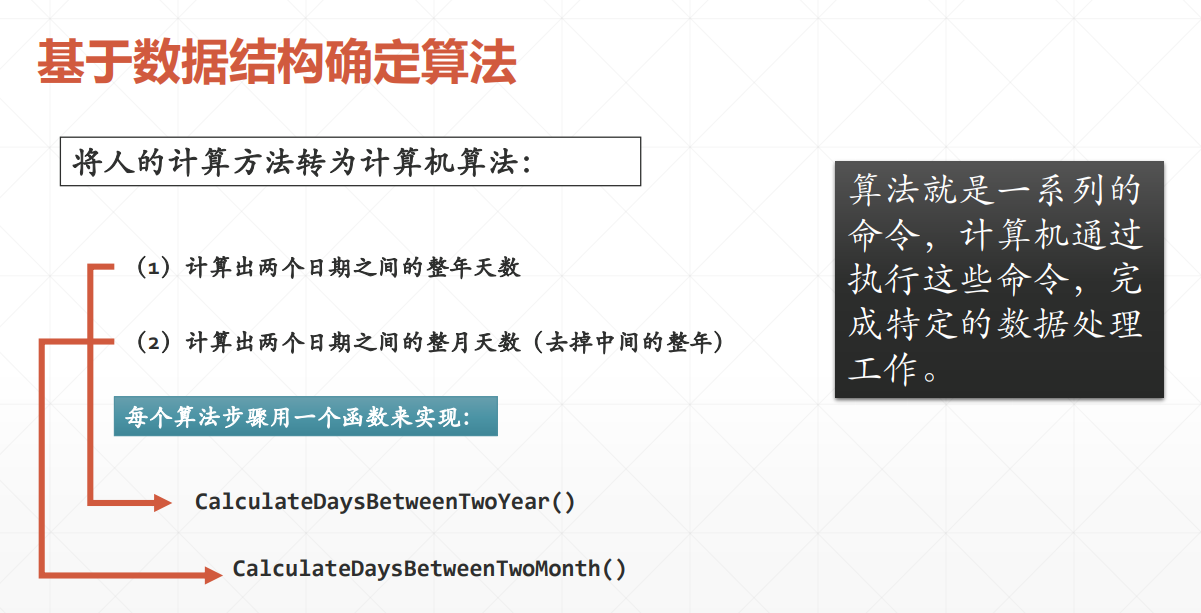 基于数据结构确定算法
将人的计算方法转为计算机算法：
（1）计算出两个日期之间的整年天数
（2）计算出两个日期之间的整月天数（去掉中间的整年）
每个算法步骤用一个函数来实现：
CalculateDaysBetweenTwoYear()
CalculateDaysBetweenTwoMonth()
算法就是一系列的
命令，计算机通过
执行这些命令，完
成特定的数据处理
工作。